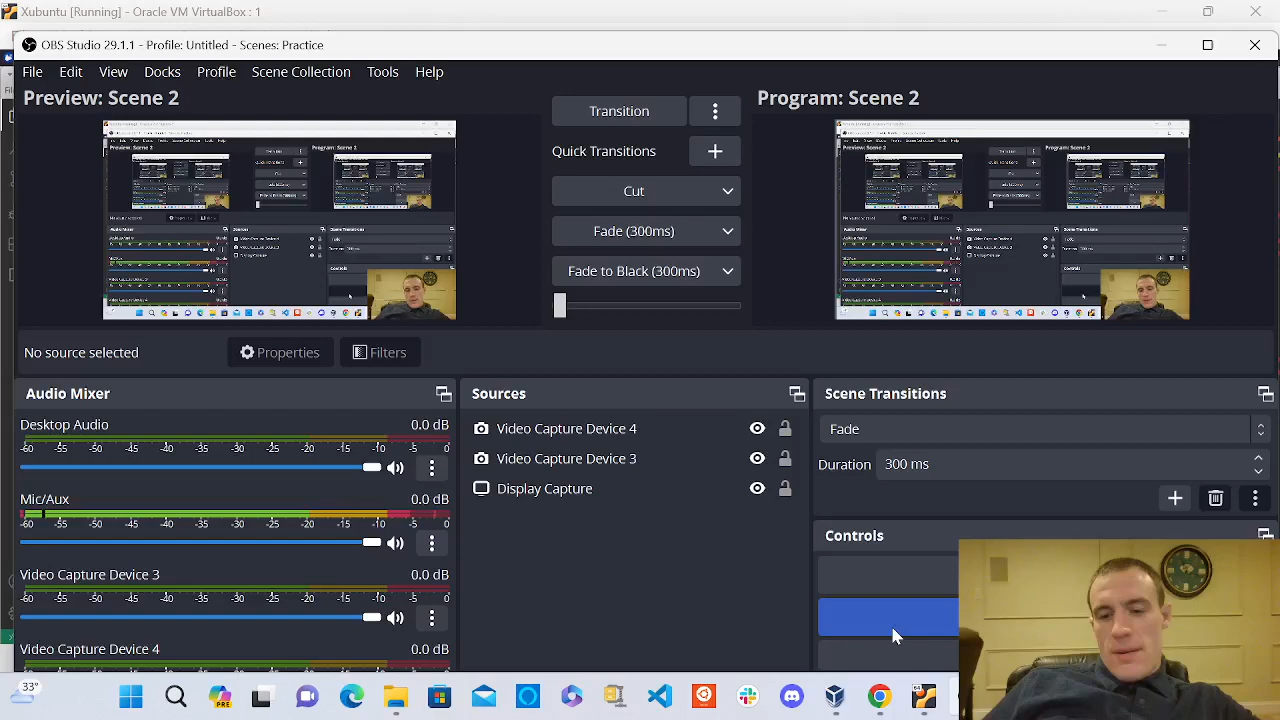 Xubuntu [Running] - Oracle VM VirtualBox : 1
OBS Studio 29.1.1 - Profile: Untitled - Scenes: Practice
File Edit View Docks Profile Scene Collection Tools Help
Preview: Scene 2
Transition
Program: Scene 2
Quick Transitions
Cut
Fade (300ms)
Fade to Black (300ms)
No source selected
Properties
Filters
Audio Mixer
Sources
Scene Transitions
Desktop Audio 0.0 dB
-60 -55 -50 -45 -40 -35 -30 -25 -20 -15 -10 -5 0
Mic/Aux 0.0 dB
-60 -55 -50 -45 -40 -35 -30 -25 -20 -15 -10 -5 0
Video Capture Device 3 0.0 dB
-60 -55 -50 -45 -40 -35 -30 -25 -20 -15 -10 -5 0
Video Capture Device 4 0.0 dB
Video Capture Device 4
Video Capture Device 3
Display Capture
Fade
Duration 300 ms
Controls
33°
PRE